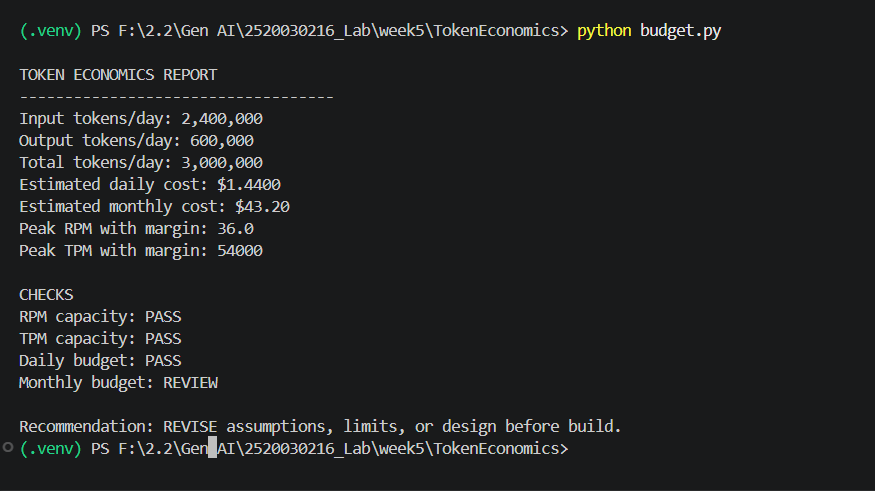 (.venv) PS F:\2.2\Gen AI\2520030216_Lab\week5\TokenEconomics> python budget.py
TOKEN ECONOMICS REPORT
-----------------------------------
Input tokens/day: 2,400,000
Output tokens/day: 600,000
Total tokens/day: 3,000,000
Estimated daily cost: $1.4400
Estimated monthly cost: $43.20
Peak RPM with margin: 36.0
Peak TPM with margin: 54000
CHECKS
RPM capacity: PASS
TPM capacity: PASS
Daily budget: PASS
Monthly budget: REVIEW
Recommendation: REVISE assumptions, limits, or design before build.
(.venv) PS F:\2.2\Gen AI\2520030216_Lab\week5\TokenEconomics>